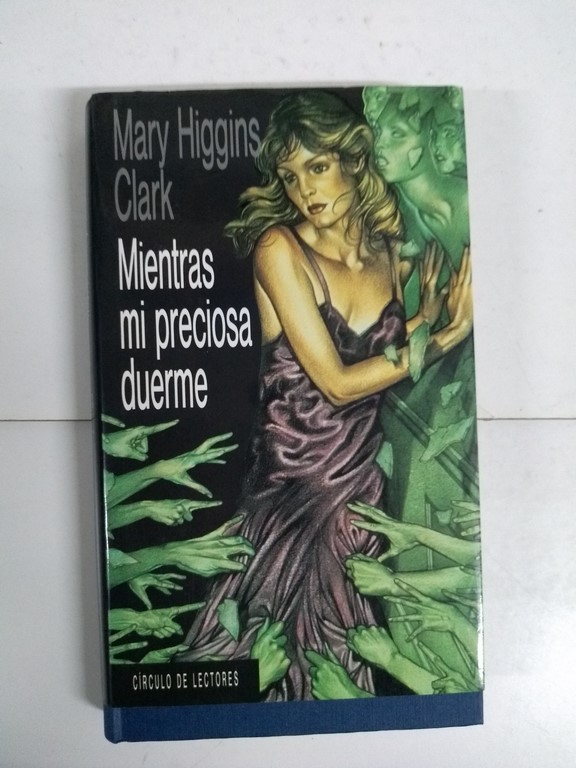 Mary Higgins
Clark
Mientras
mi preciosa
duerme
CÍRCULO DE LECTORES